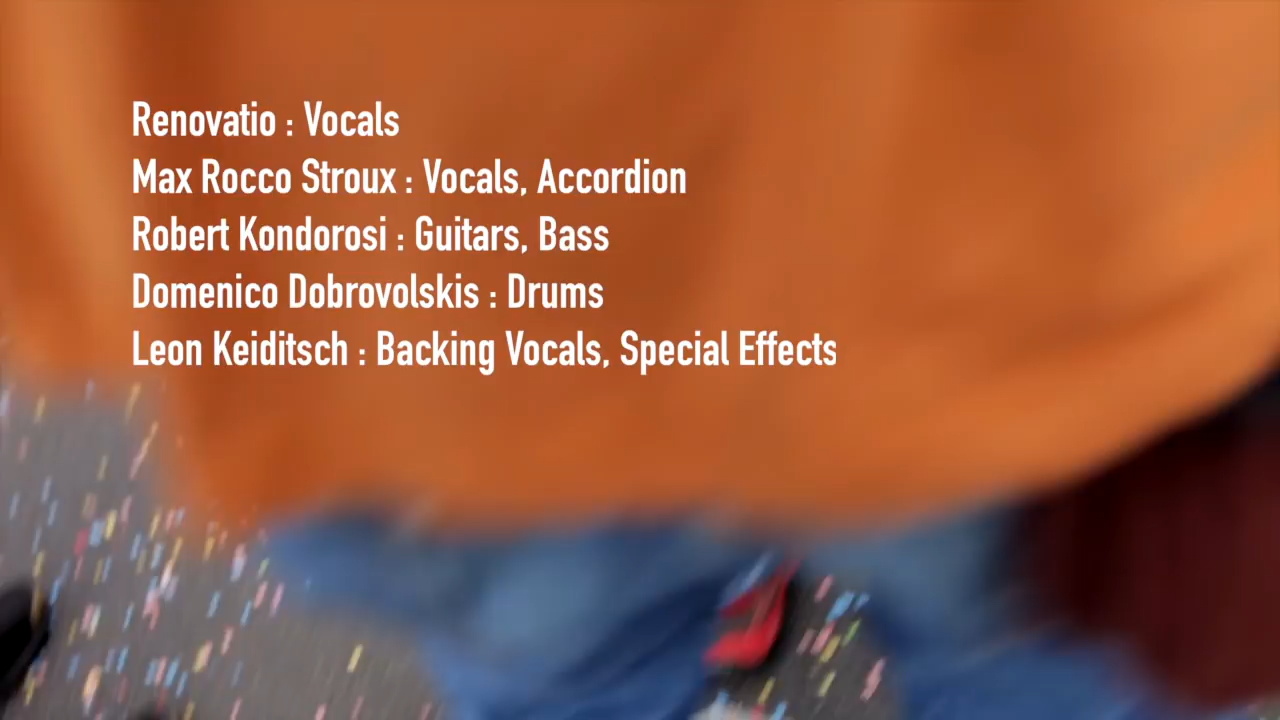 Renovatio : Vocals
Max Rocco Stroux : Vocals, Accordion
Robert Kondorosi : Guitars, Bass
Domenico Dobrovolskis : Drums
Leon Keiditsch : Backing Vocals, Special Effects